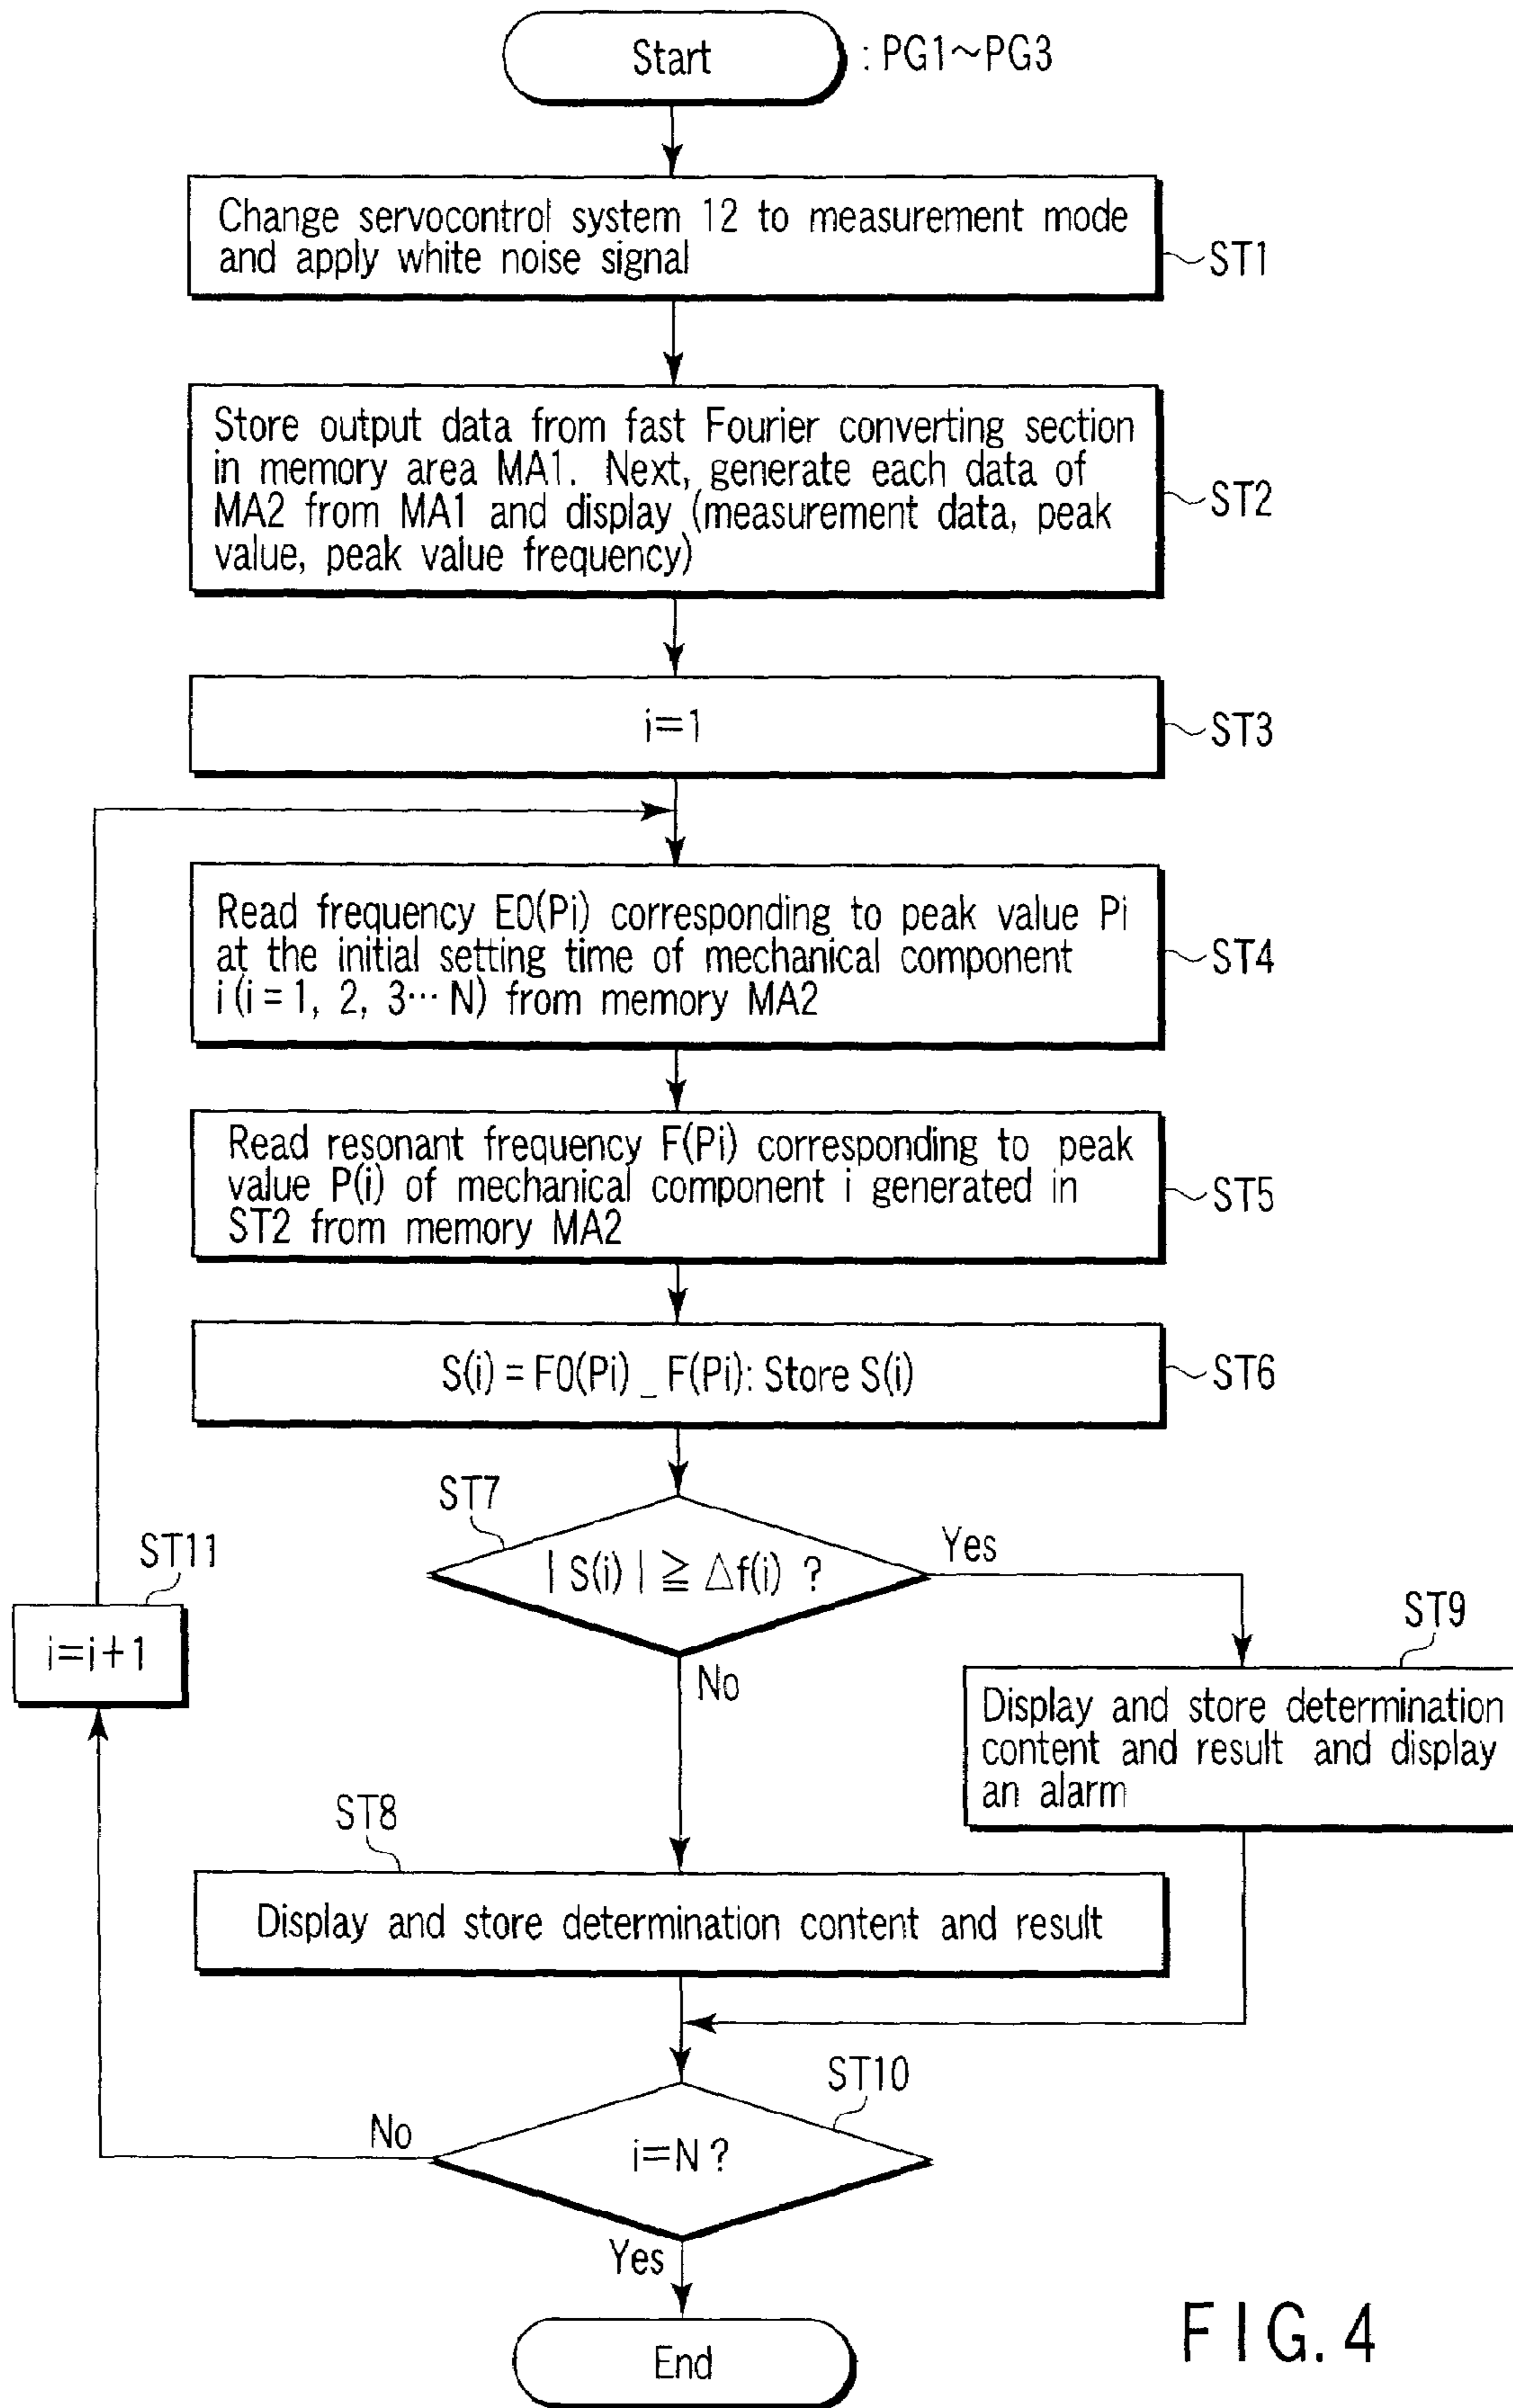 Start
: PG1~PG3
Change servocontrol system 12 to measurement mode
and apply white noise signal
ST1
Store output data from fast Fourier converting section
in memory area MA1. Next, generate each data of
MA2 from MA1 and display (measurement data, peak
value, peak value frequency)
ST2
i=1
ST3
Read frequency E0(Pi) corresponding to peak value Pi
at the initial setting time of mechanical component
i (i = 1, 2, 3… N) from memory MA2
ST4
Read resonant frequency F(Pi) corresponding to peak
value P(i) of mechanical component i generated in
ST2 from memory MA2
ST5
S(i) = F0(Pi) _ F(Pi): Store S(i)
ST6
ST7
| S(i) | ≧ △f(i) ?
Yes
No
ST11
i=i+1
ST9
Display and store determination
content and result and display
an alarm
ST8
Display and store determination content and result
ST10
i=N ?
No
Yes
End
FIG. 4